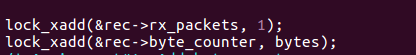 lock_xadd(&rec->rx_packets, 1);
lock_xadd(&rec->byte_counter, bytes);